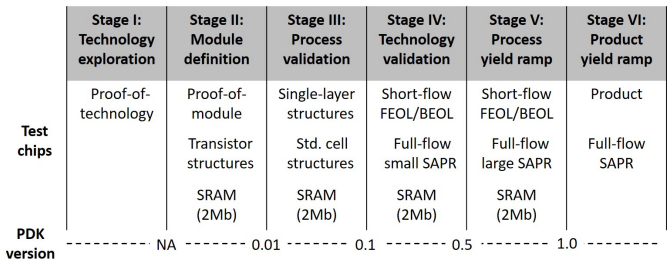 Stage I: Technology exploration
Stage II: Module definition
Stage III: Process validation
Stage IV: Technology validation
Stage V: Process yield ramp
Stage VI: Product yield ramp
Test chips
Proof-of-technology
Proof-of-module
Transistor structures
SRAM (2Mb)
Single-layer structures
Std. cell structures
SRAM (2Mb)
Short-flow FEOL/BEOL
Full-flow small SAPR
SRAM (2Mb)
Short-flow FEOL/BEOL
Full-flow large SAPR
SRAM (2Mb)
Product
Full-flow SAPR
PDK version
NA 0.01 0.1 0.5 1.0